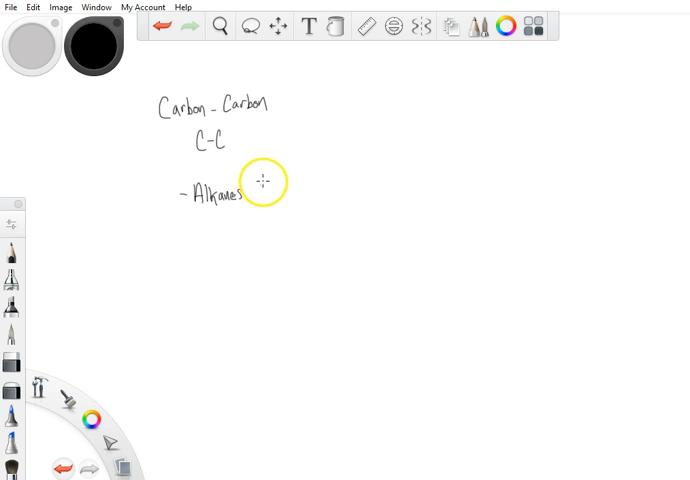 File Edit Image Window My Account Help
T
Carbon - Carbon
C-C
- Alkanes